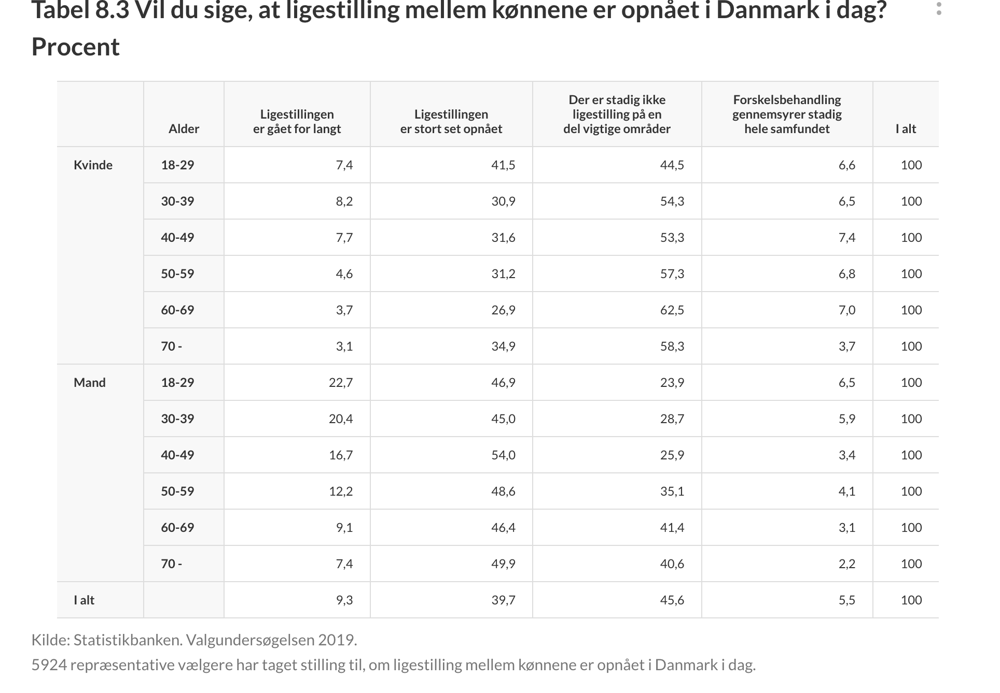 Tabel 8.3 Vil du sige, at ligestilling mellem kønnene er opnået i Danmark i dag?
Procent
Alder
Ligestillingen
er gået for langt
Ligestillingen
er stort set opnået
Der er stadig ikke
ligestilling på en
del vigtige områder
Forskelsbehandling
gennemsyrer stadig
hele samfundet
I alt
Kvinde 18-29 7,4 41,5 44,5 6,6 100
30-39 8,2 30,9 54,3 6,5 100
40-49 7,7 31,6 53,3 7,4 100
50-59 4,6 31,2 57,3 6,8 100
60-69 3,7 26,9 62,5 7,0 100
70 - 3,1 34,9 58,3 3,7 100
Mand 18-29 22,7 46,9 23,9 6,5 100
30-39 20,4 45,0 28,7 5,9 100
40-49 16,7 54,0 25,9 3,4 100
50-59 12,2 48,6 35,1 4,1 100
60-69 9,1 46,4 41,4 3,1 100
70 - 7,4 49,9 40,6 2,2 100
I alt 9,3 39,7 45,6 5,5 100
Kilde: Statistikbanken. Valgundersøgelsen 2019.
5924 repræsentative vælgere har taget stilling til, om ligestilling mellem kønnene er opnået i Danmark i dag.